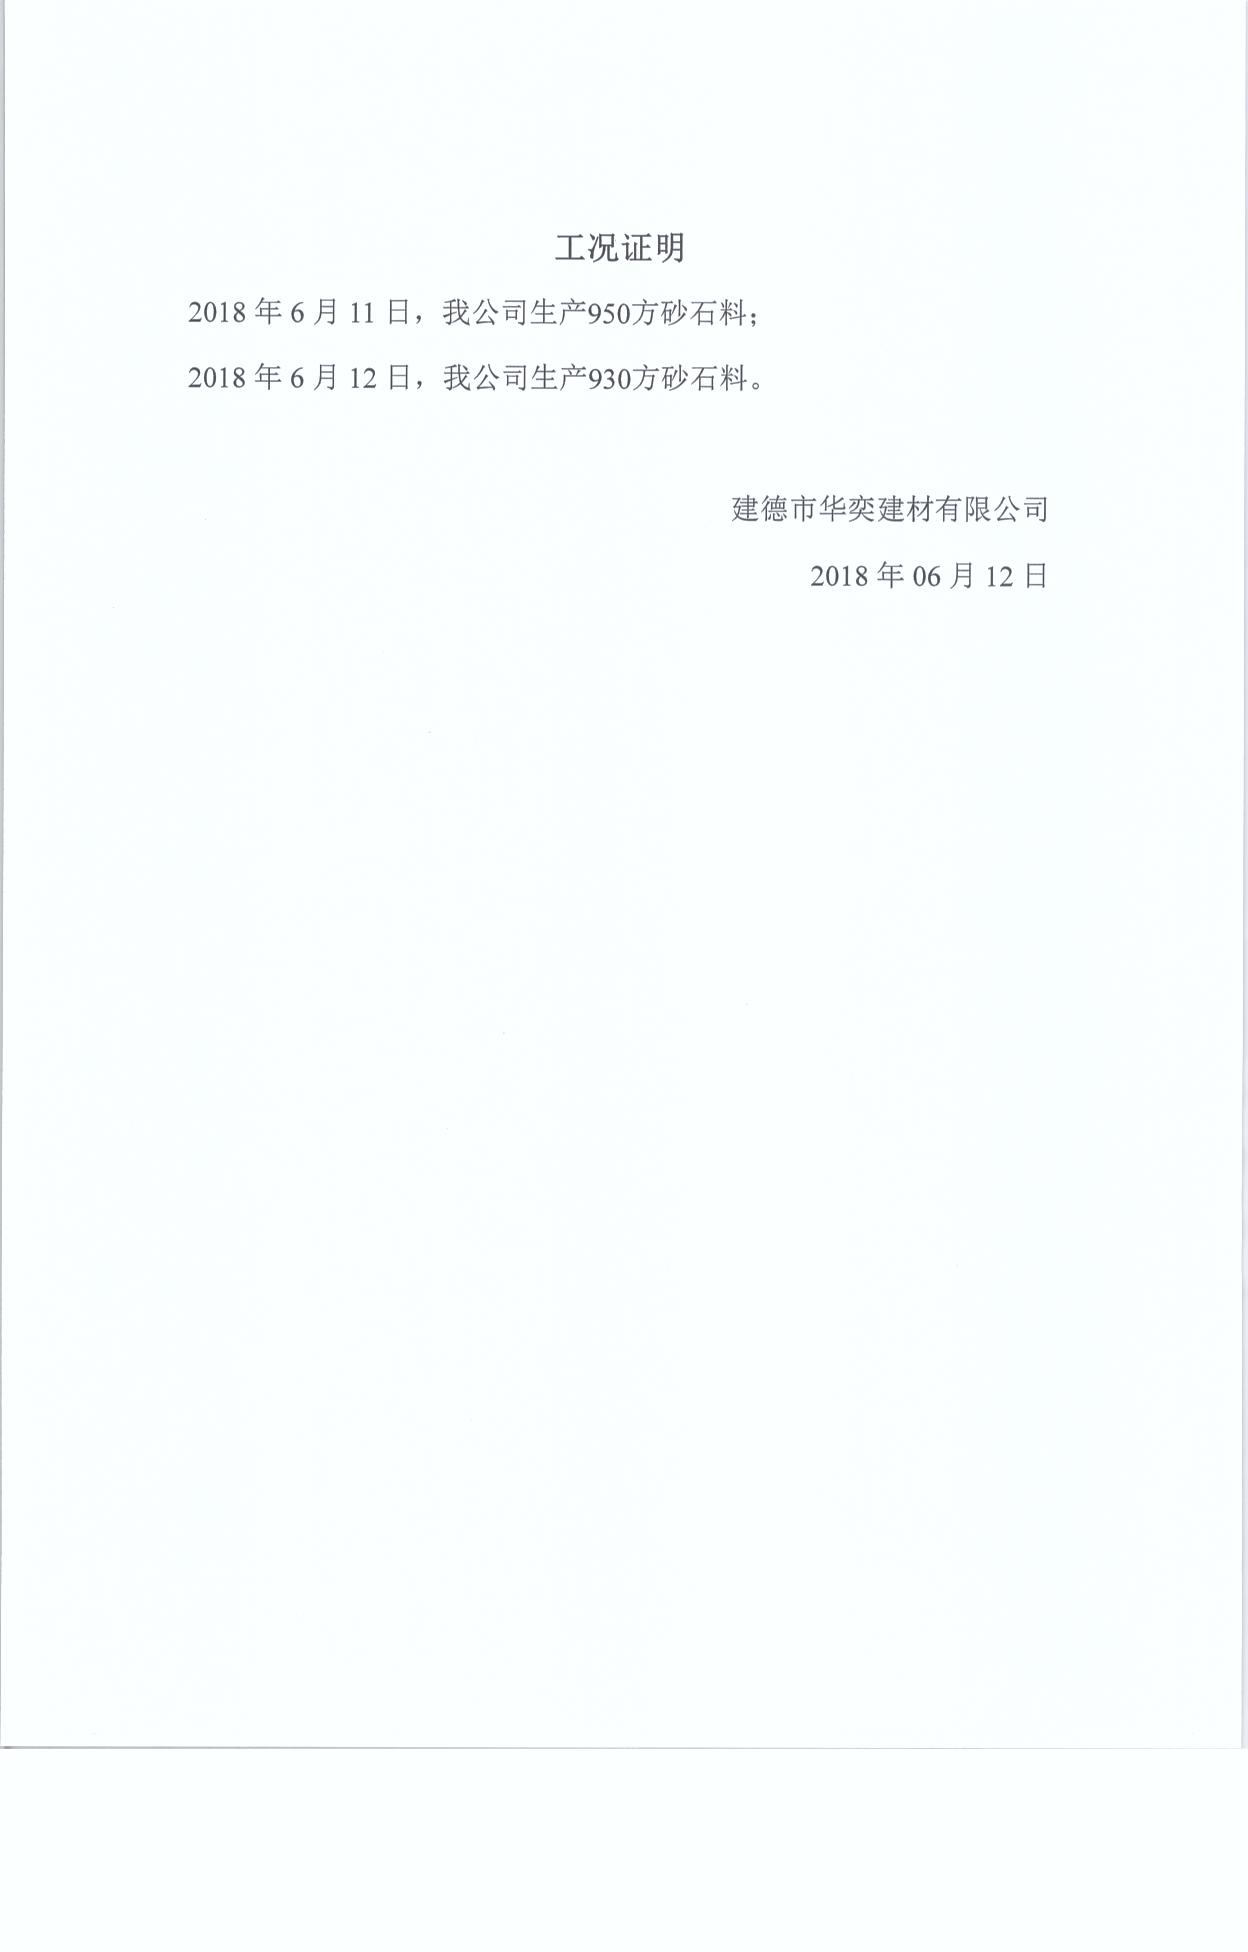 工况证明
2018 年 6 月 11 日，我公司生产950方砂石料；
2018 年 6 月 12 日，我公司生产930方砂石料。
建德市华奕建材有限公司
2018 年 06 月 12 日